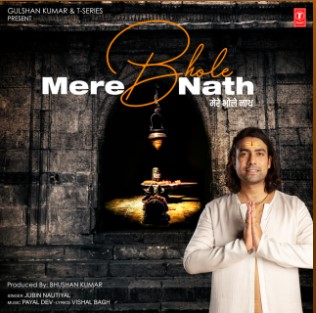 GULSHAN KUMAR & T-SERIES
PRESENT
T-SERIES
Mere Bhole Nath
मेरे भोले नाथ
Produced By: BHUSHAN KUMAR
SINGER: JUBIN NAUTIYAL
MUSIC: PAYAL DEV LYRICS: VISHAL BAGH